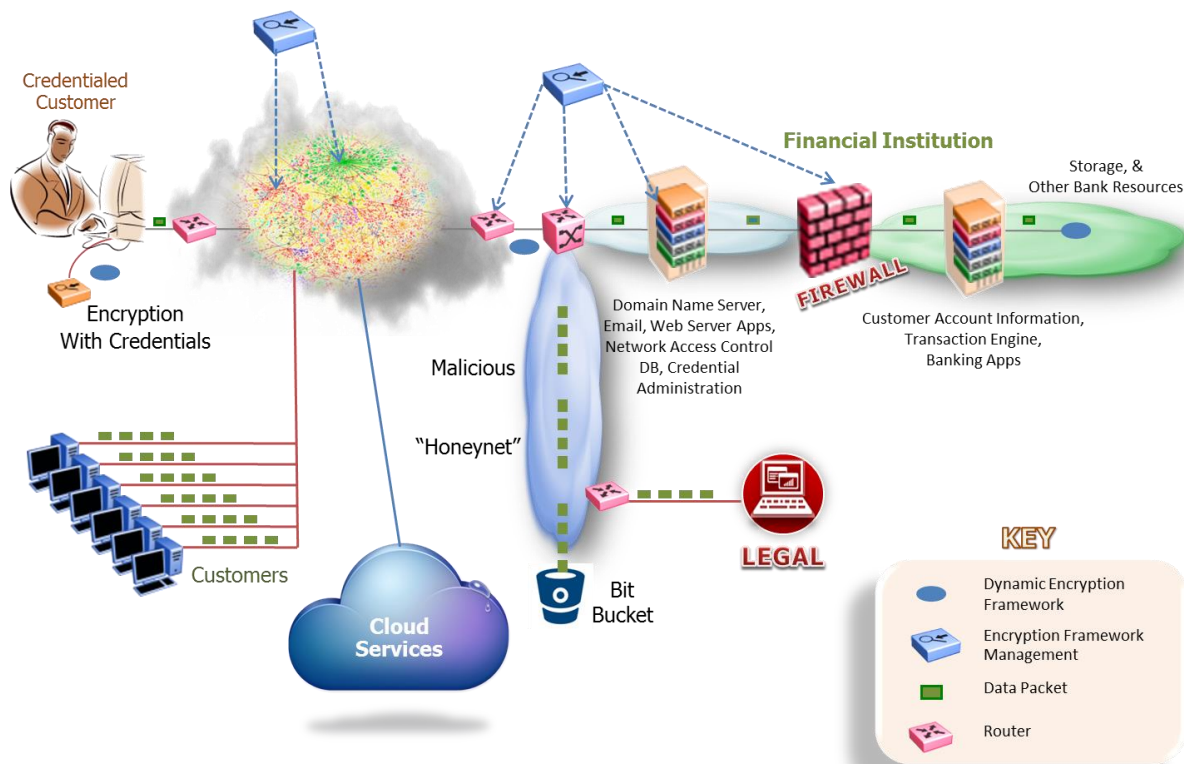 Credentialed
Customer
Encryption
With Credentials
Customers
Cloud
Services
Malicious
“Honeynet”
Bit
Bucket
LEGAL
Domain Name Server,
Email, Web Server Apps,
Network Access Control
DB, Credential
Administration
Financial Institution
FIREWALL
Storage, &
Other Bank Resources
Customer Account Information,
Transaction Engine,
Banking Apps
KEY
Dynamic Encryption
Framework
Encryption Framework
Management
Data Packet
Router